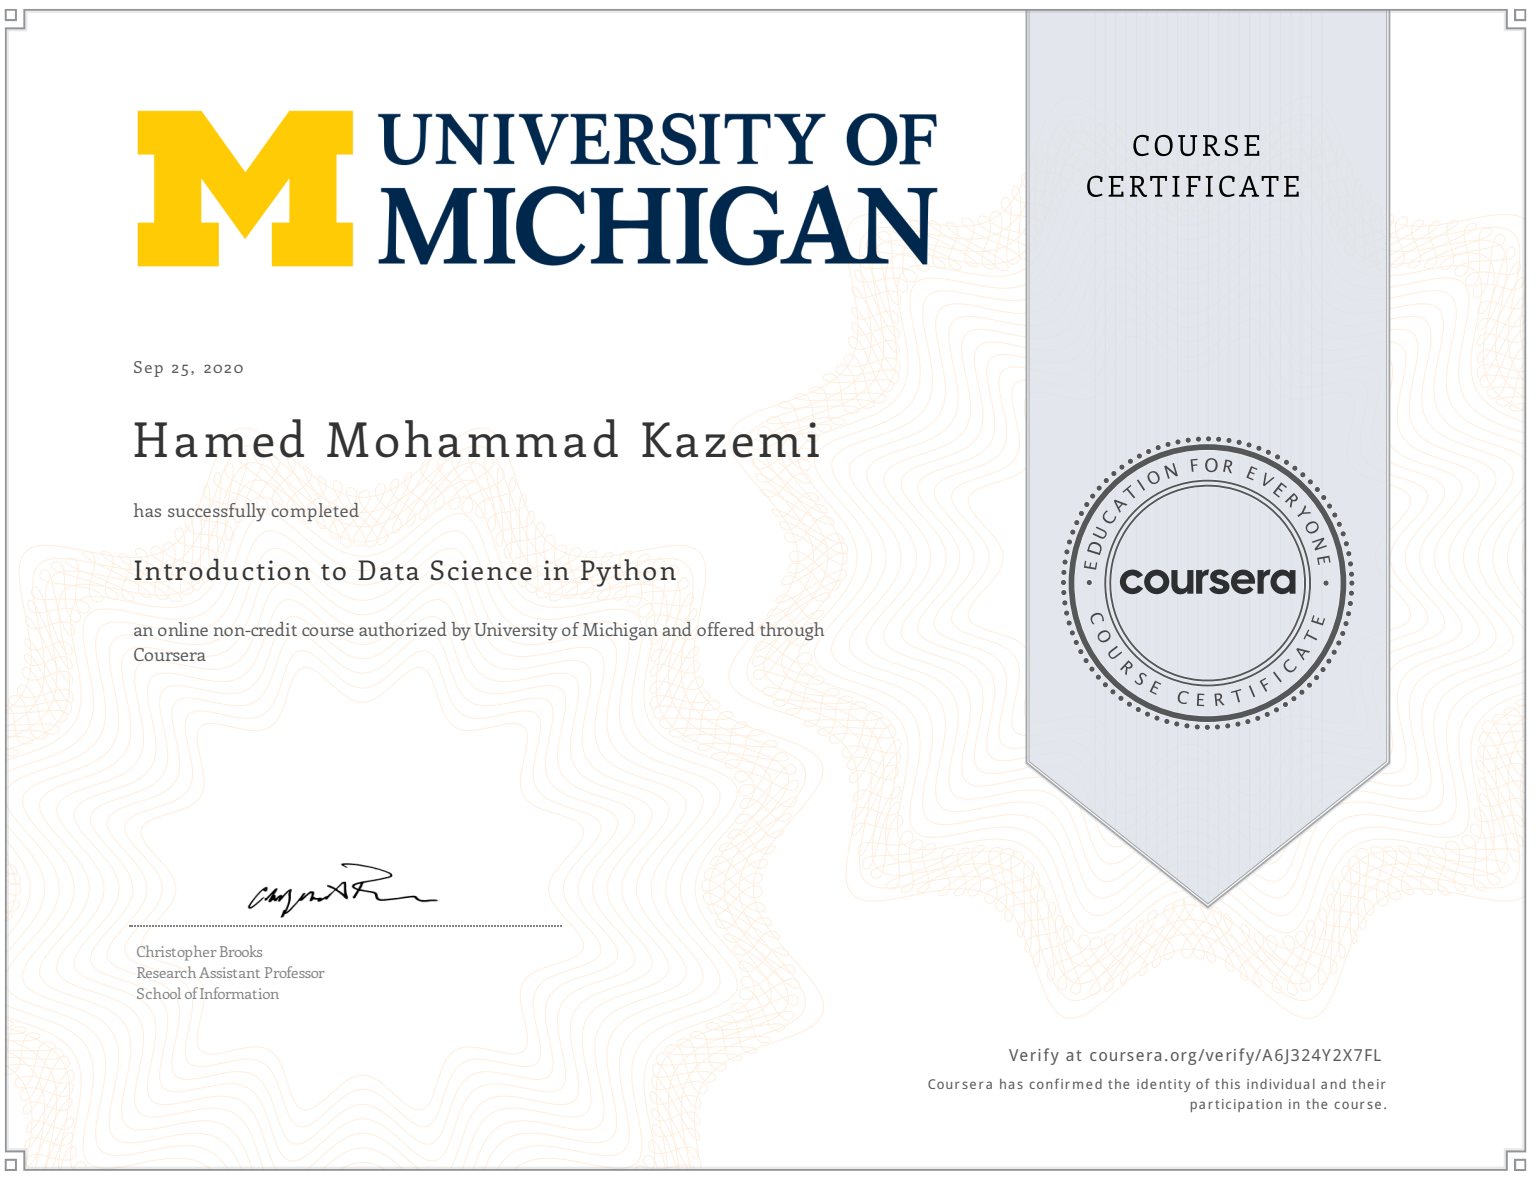 UNIVERSITY OF
MICHIGAN
COURSE
CERTIFICATE
Sep 25, 2020
Hamed Mohammad Kazemi
has successfully completed
Introduction to Data Science in Python
an online non-credit course authorized by University of Michigan and offered through
Coursera
EDUCATION FOR EVERYONE
coursera
COURSE CERTIFICATE
Christopher Brooks
Research Assistant Professor
School of Information
Verify at coursera.org/verify/A6J324Y2X7FL
Coursera has confirmed the identity of this individual and their
participation in the course.